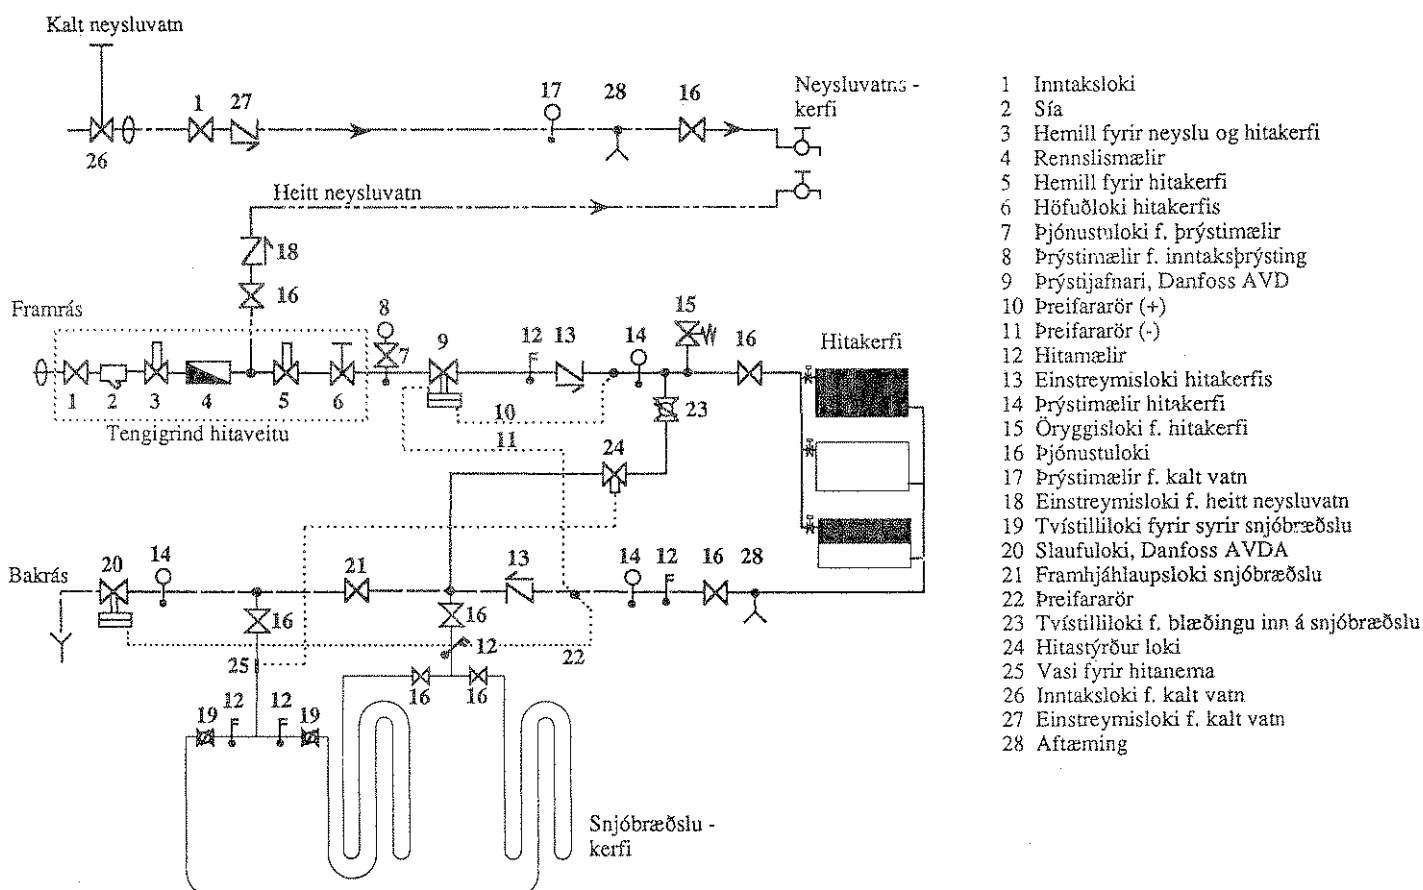 Kalt neysluvatn
1
27
17
28
16
Neysluvatns -
kerfi
26
Heitt neysluvatn
18
16
Framrás
8
7
9
12
13
14
15
16
Hitakerfi
1
2
3
4
5
6
10
11
23
Tengigrind hitaveitu
24
Bakrás
20
14
21
13
14
12
16
28
16
16
12
25
22
16
16
19
12
12
19
Snjóbræðslu -
kerfi
1 Inntaksloki
2 Sía
3 Hemill fyrir neyslu og hitakerfi
4 Rennslismælir
5 Hemill fyrir hitakerfi
6 Höfuðloki hitakerfis
7 Þjónustuloki f. þrýstimælir
8 Þrýstimælir f. inntaksþrýsting
9 Þrýstijafnari, Danfoss AVD
10 Þreifararör (+)
11 Þreifararör (-)
12 Hitamælir
13 Einstreymisloki hitakerfis
14 Þrýstimælir hitakerfi
15 Öryggisloki f. hitakerfi
16 Þjónustuloki
17 Þrýstimælir f. kalt vatn
18 Einstreymisloki f. heitt neysluvatn
19 Tvístilliloki fyrir syrir snjóbræðslu
20 Slaufuloki, Danfoss AVDA
21 Framhjáhlaupsloki snjóbræðslu
22 Þreifararör
23 Tvístilliloki f. blæðingu inn á snjóbræðslu
24 Hitastýrður loki
25 Vasi fyrir hitanema
26 Inntaksloki f. kalt vatn
27 Einstreymisloki f. kalt vatn
28 Aftæming